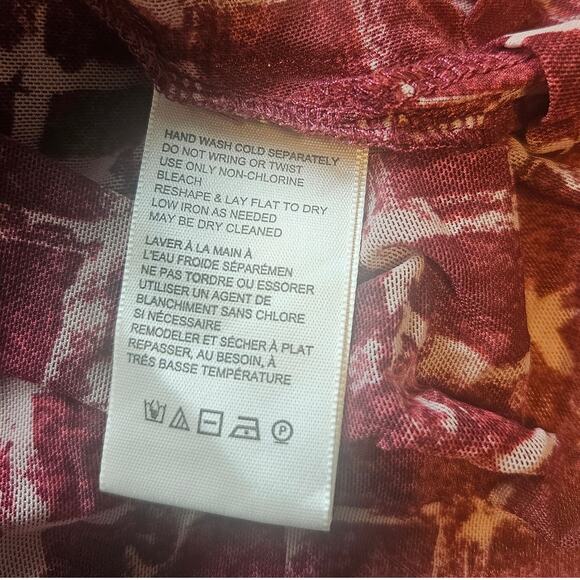 HAND WASH COLD SEPARATELY
DO NOT WRING OR TWIST
USE ONLY NON-CHLORINE
BLEACH
RESHAPE & LAY FLAT TO DRY
LOW IRON AS NEEDED
MAY BE DRY CLEANED
LAVER À LA MAIN À
L'EAU FROIDE SÉPARÉMEN
NE PAS TORDRE OU ESSORER
UTILISER UN AGENT DE
BLANCHIMENT SANS CHLORE
SI NÉCESSAIRE
REMODELER ET SÉCHER À PLAT
REPASSER, AU BESOIN, À
TRÉS BASSE TEMPÉRATURE
P